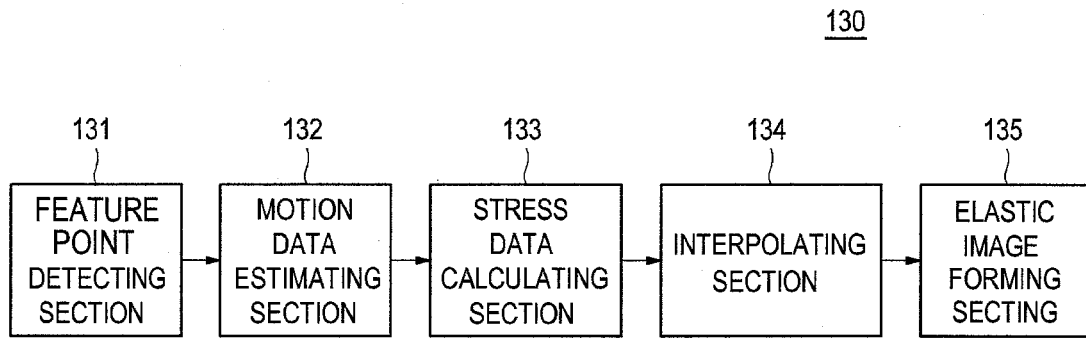 130
131
132
133
134
135
FEATURE
POINT
DETECTING
SECTION
MOTION
DATA
ESTIMATING
SECTION
STRESS
DATA
CALCULATING
SECTION
INTERPOLATING
SECTION
ELASTIC
IMAGE
FORMING
SECTING